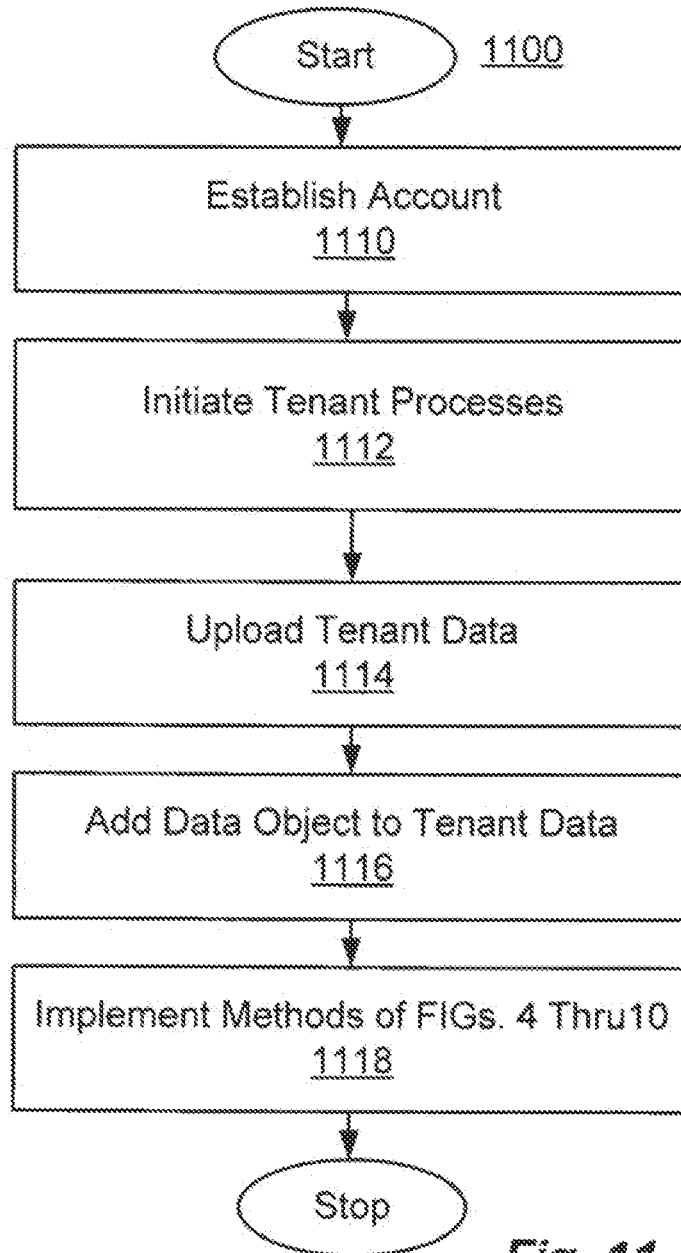 Start 1100
Establish Account
1110
Initiate Tenant Processes
1112
Upload Tenant Data
1114
Add Data Object to Tenant Data
1116
Implement Methods of FIGs. 4 Thru10
1118
Stop
Fig. 11